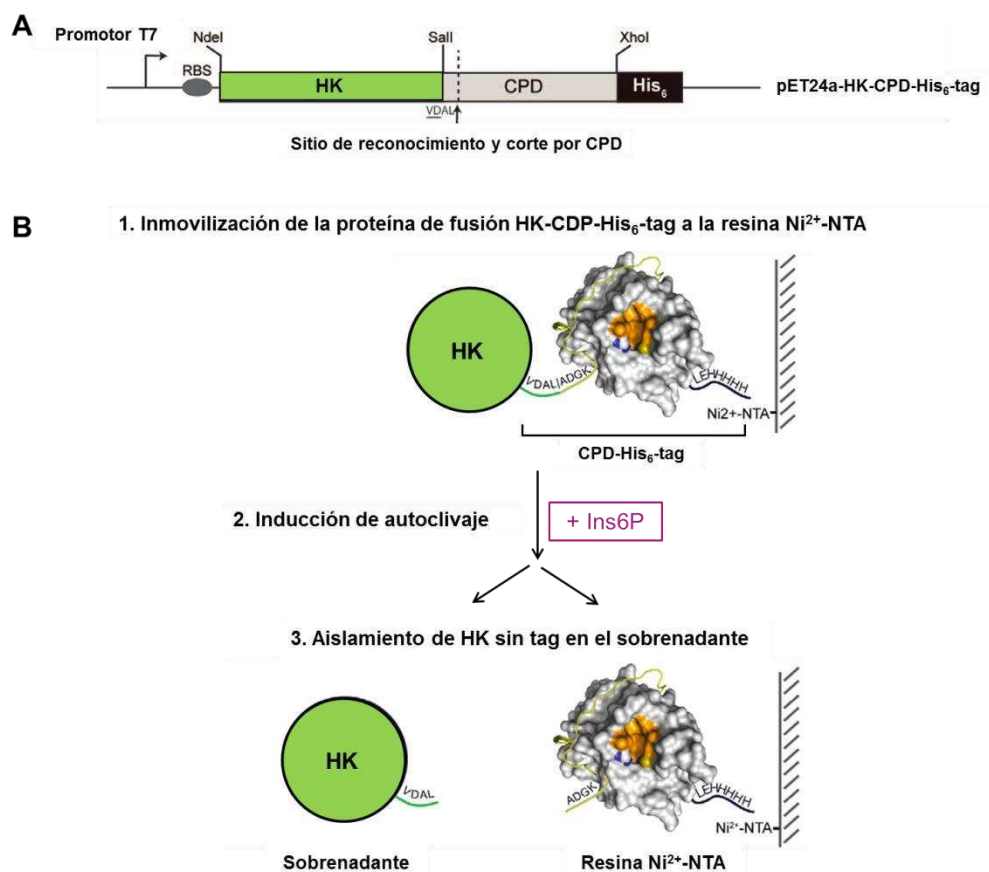 A
Promotor T7
NdeI
SalI
XhoI
RBS
HK
CPD
His6
pET24a-HK-CPD-His6-tag
VDAL
Sitio de reconocimiento y corte por CPD
B
1. Inmovilización de la proteína de fusión HK-CDP-His6-tag a la resina Ni2+-NTA
HK
VDAL|ADGK
LEHHHHH
Ni2+-NTA
CPD-His6-tag
2. Inducción de autoclivaje
+ Ins6P
3. Aislamiento de HK sin tag en el sobrenadante
HK
VDAL
ADGK
LEHHHHH
Ni2+-NTA
Sobrenadante
Resina Ni2+-NTA